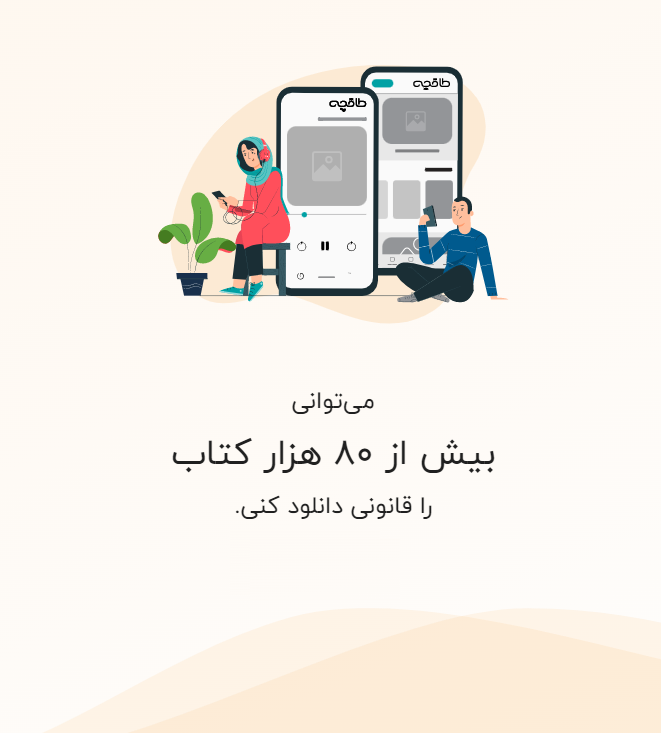 طاقچه
طاقچه
می‌توانی
بیش از ۸۰ هزار کتاب
را قانونی دانلود کنی.